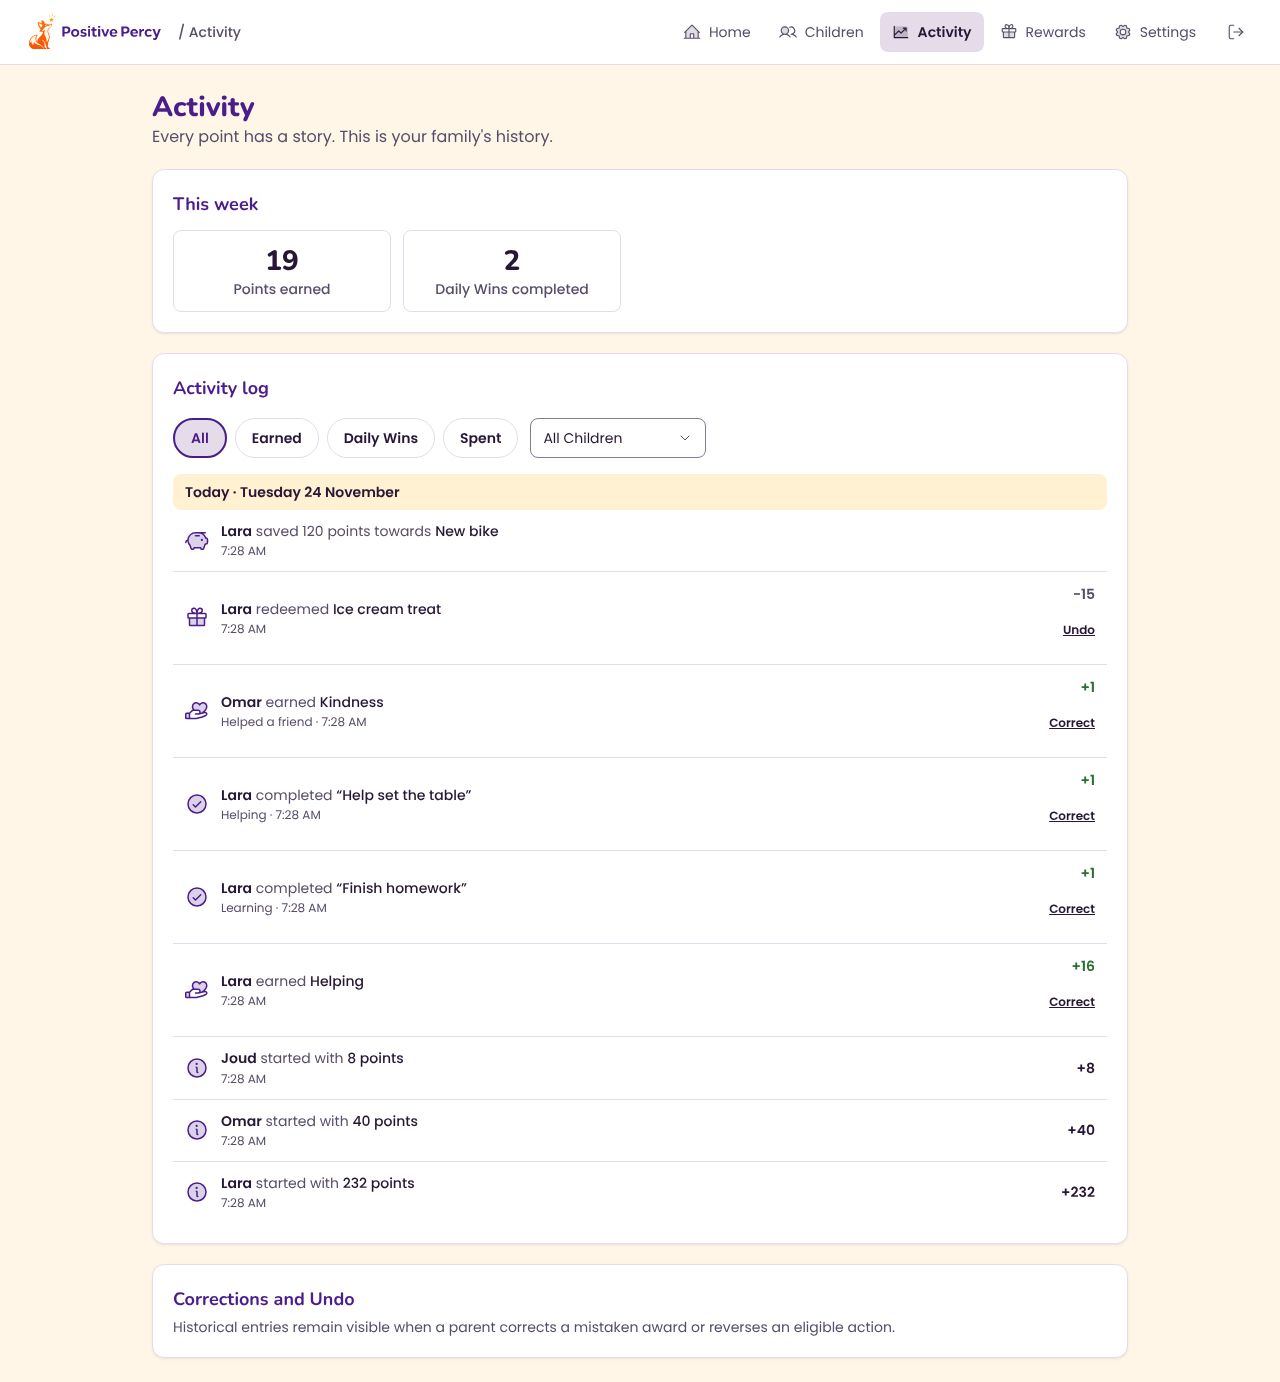 Positive Percy / Activity
Home
Children
Activity
Rewards
Settings
Activity
Every point has a story. This is your family's history.
This week
19
Points earned
2
Daily Wins completed
Activity log
All
Earned
Daily Wins
Spent
All Children
Today · Tuesday 24 November
Lara saved 120 points towards New bike
7:28 AM
Lara redeemed Ice cream treat
7:28 AM
-15
Undo
Omar earned Kindness
Helped a friend · 7:28 AM
+1
Correct
Lara completed “Help set the table”
Helping · 7:28 AM
+1
Correct
Lara completed “Finish homework”
Learning · 7:28 AM
+1
Correct
Lara earned Helping
7:28 AM
+16
Correct
Joud started with 8 points
7:28 AM
+8
Omar started with 40 points
7:28 AM
+40
Lara started with 232 points
7:28 AM
+232
Corrections and Undo
Historical entries remain visible when a parent corrects a mistaken award or reverses an eligible action.